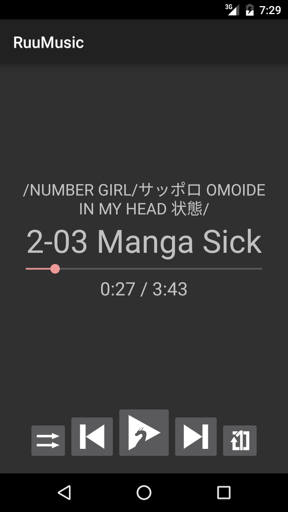 3G 7:29
RuuMusic
/NUMBER GIRL/サッポロ OMOIDE
IN MY HEAD 状態/
2-03 Manga Sick
0:27 / 3:43
1